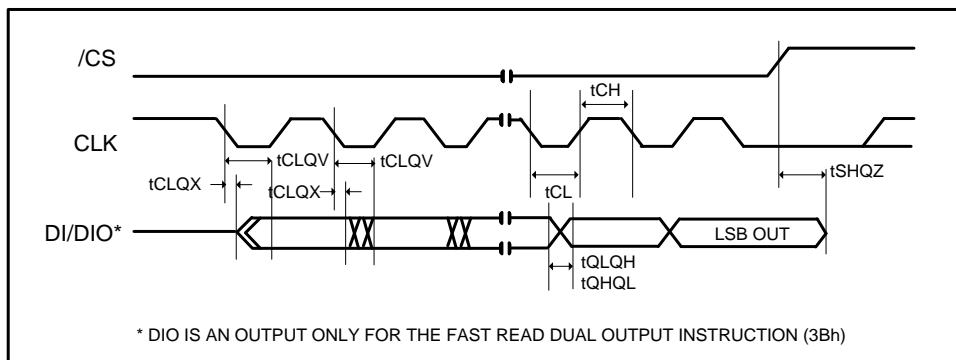 /CS
tCH
CLK
tCLQV
tCLQV
tCLQX
tCLQX
tCL
tSHQZ
DI/DIO*
LSB OUT
tQLQH
tQHQL
* DIO IS AN OUTPUT ONLY FOR THE FAST READ DUAL OUTPUT INSTRUCTION (3Bh)